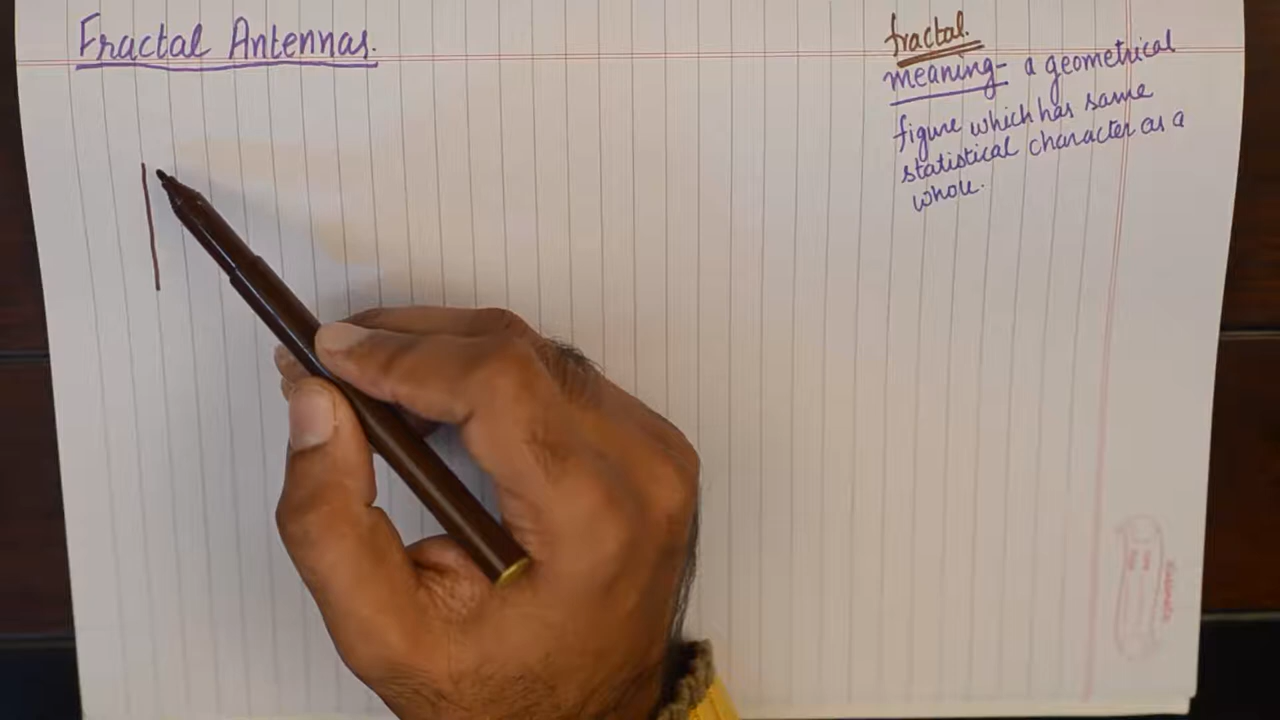 Fractal Antennas.
fractal.
meaning- a geometrical
figure which has same
statistical character as a
whole.